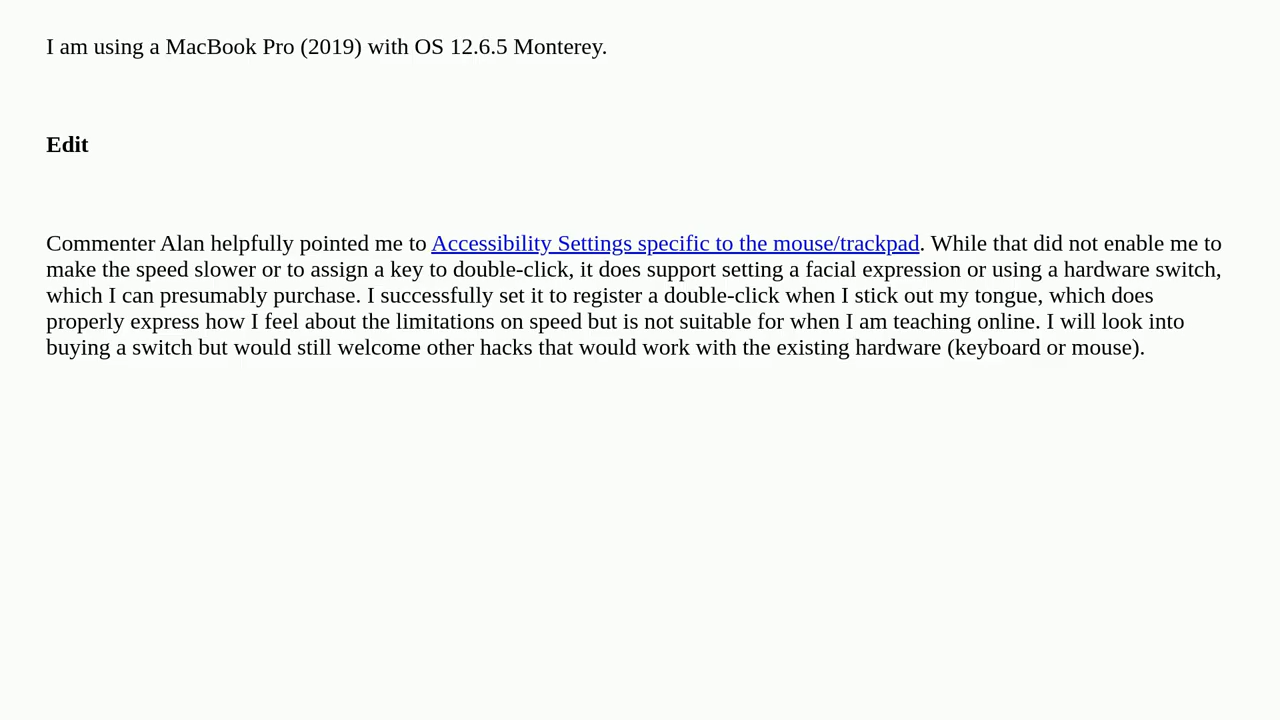 I am using a MacBook Pro (2019) with OS 12.6.5 Monterey.
Edit
Commenter Alan helpfully pointed me to Accessibility Settings specific to the mouse/trackpad. While that did not enable me to
make the speed slower or to assign a key to double-click, it does support setting a facial expression or using a hardware switch,
which I can presumably purchase. I successfully set it to register a double-click when I stick out my tongue, which does
properly express how I feel about the limitations on speed but is not suitable for when I am teaching online. I will look into
buying a switch but would still welcome other hacks that would work with the existing hardware (keyboard or mouse).